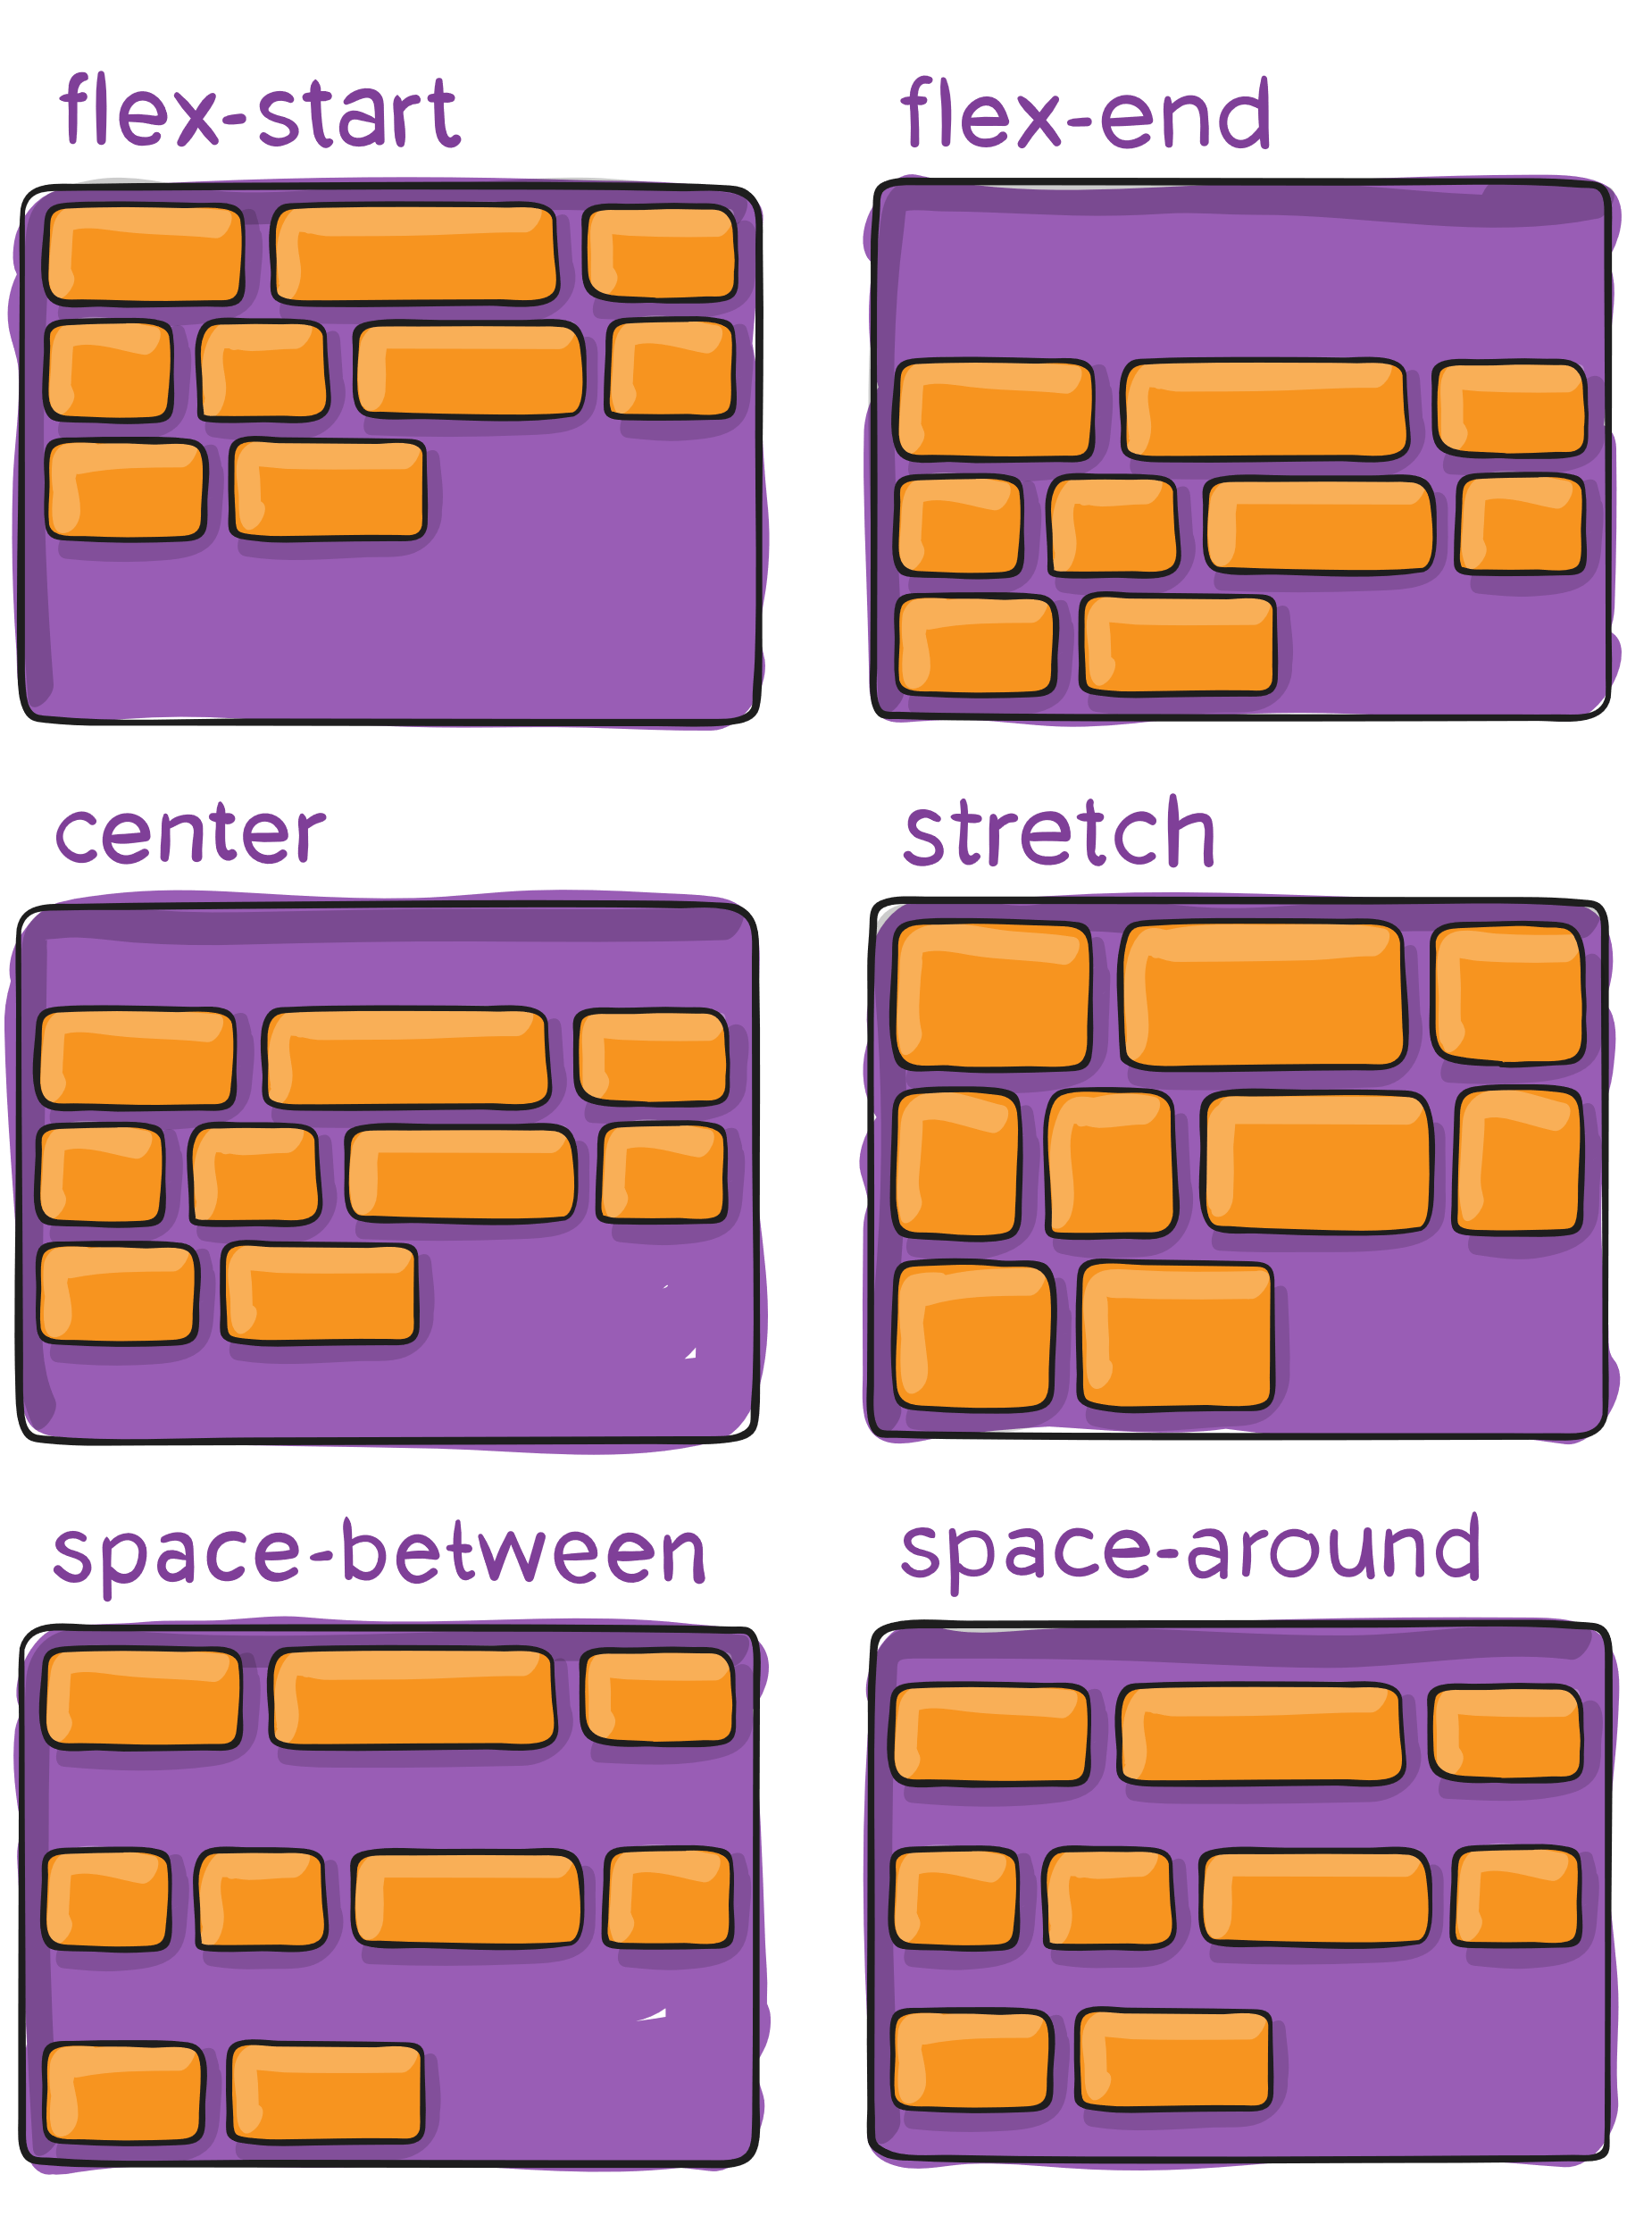 flex-start
flex-end
center
stretch
space-between
space-around